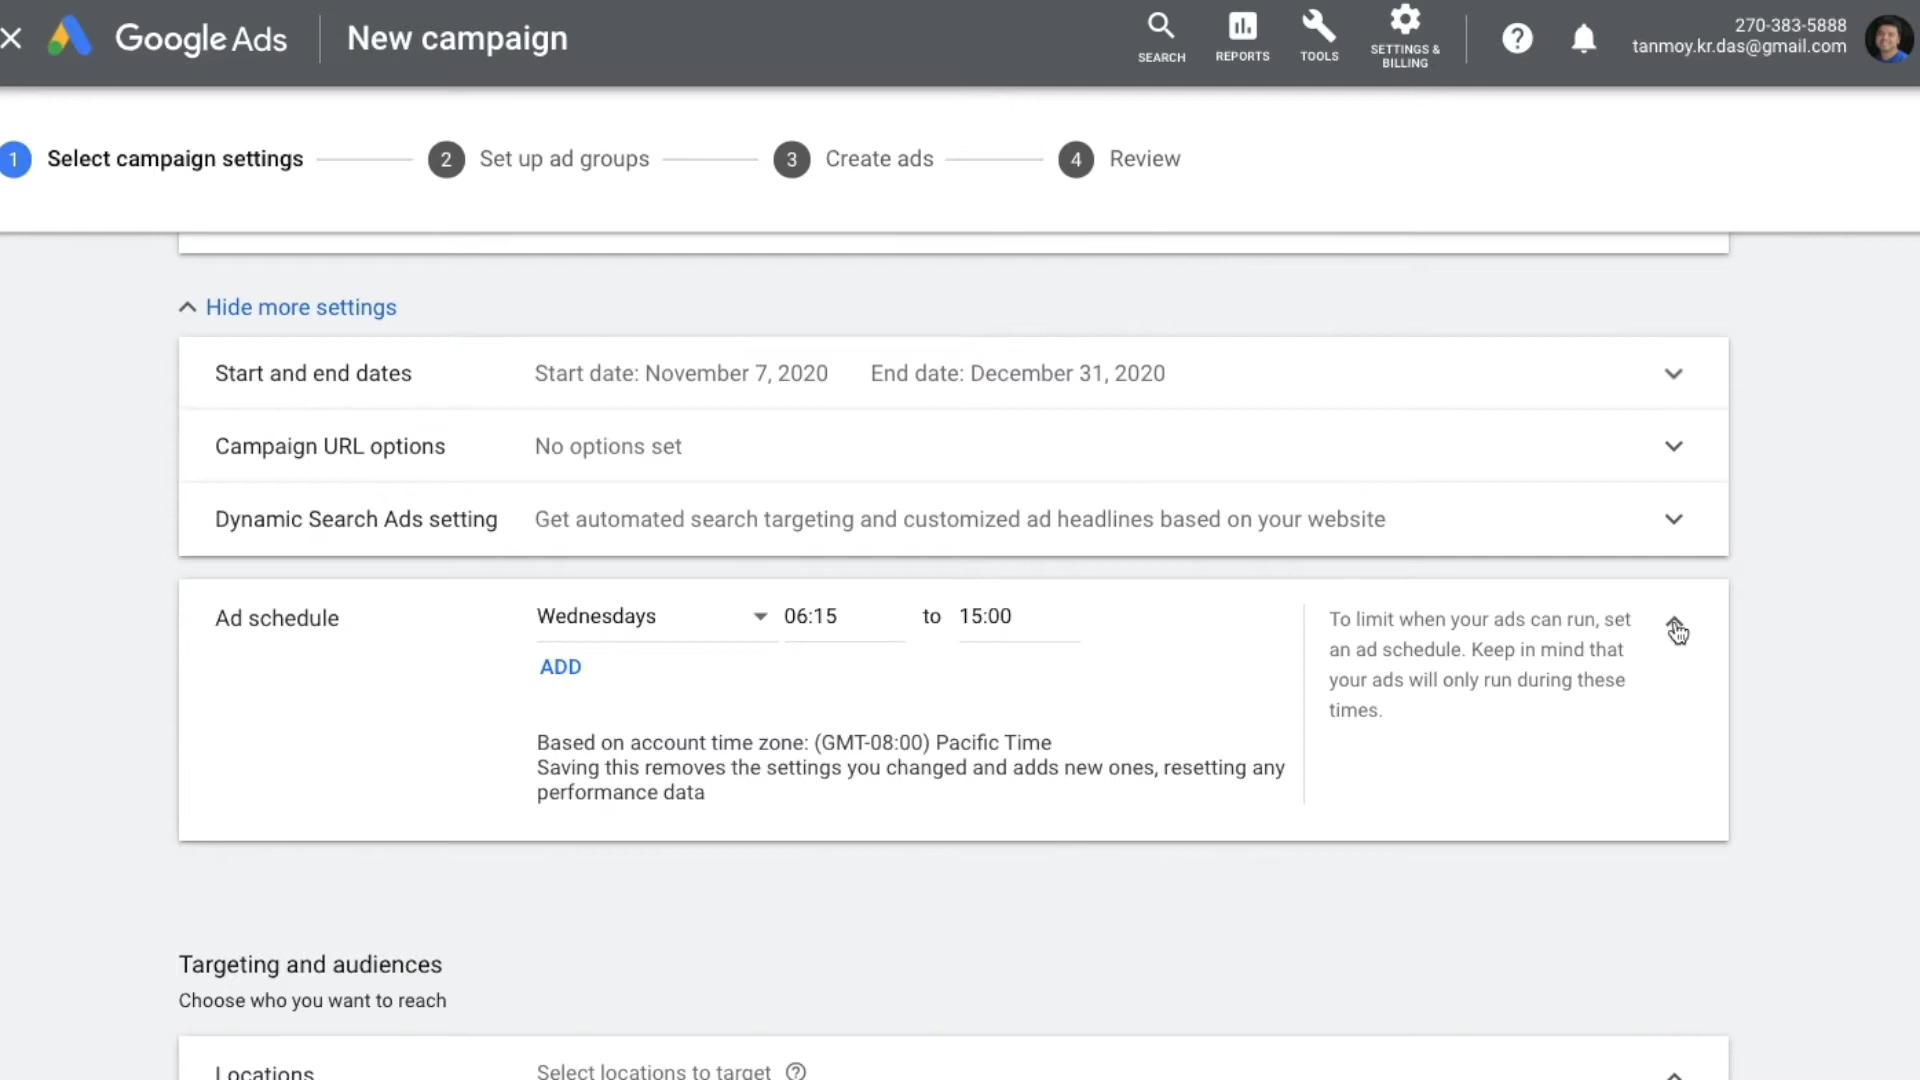 Google Ads
New campaign
SEARCH
REPORTS
TOOLS
SETTINGS &
BILLING
270-383-5888
tanmoy.kr.das@gmail.com
1 Select campaign settings
2 Set up ad groups
3 Create ads
4 Review
Hide more settings
Start and end dates
Start date: November 7, 2020
End date: December 31, 2020
Campaign URL options
No options set
Dynamic Search Ads setting
Get automated search targeting and customized ad headlines based on your website
Ad schedule
Wednesdays
06:15 to 15:00
ADD
Based on account time zone: (GMT-08:00) Pacific Time
Saving this removes the settings you changed and adds new ones, resetting any
performance data
To limit when your ads can run, set
an ad schedule. Keep in mind that
your ads will only run during these
times.
Targeting and audiences
Choose who you want to reach
Locations
Select locations to target